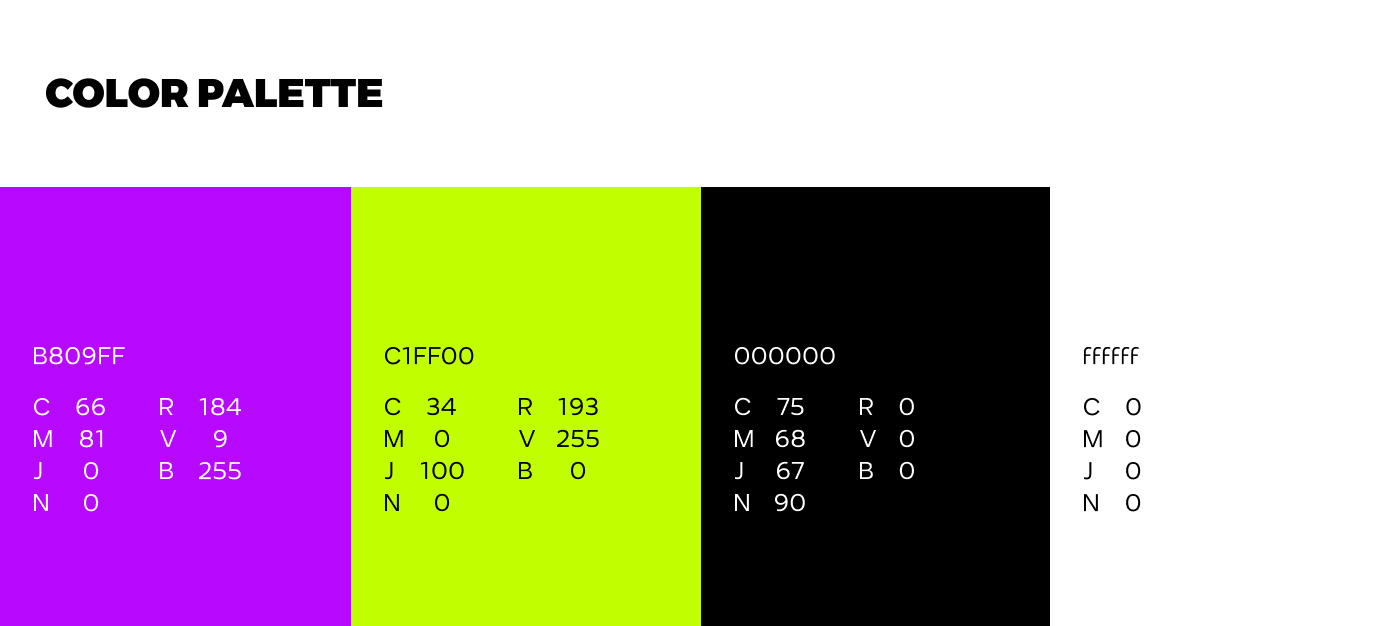 COLOR PALETTE
B809FF
C 66 R 184
M 81 V 9
J 0 B 255
N 0
C1FF00
C 34 R 193
M 0 V 255
J 100 B 0
N 0
000000
C 75 R 0
M 68 V 0
J 67 B 0
N 90
ffffff
C 0
M 0
J 0
N 0